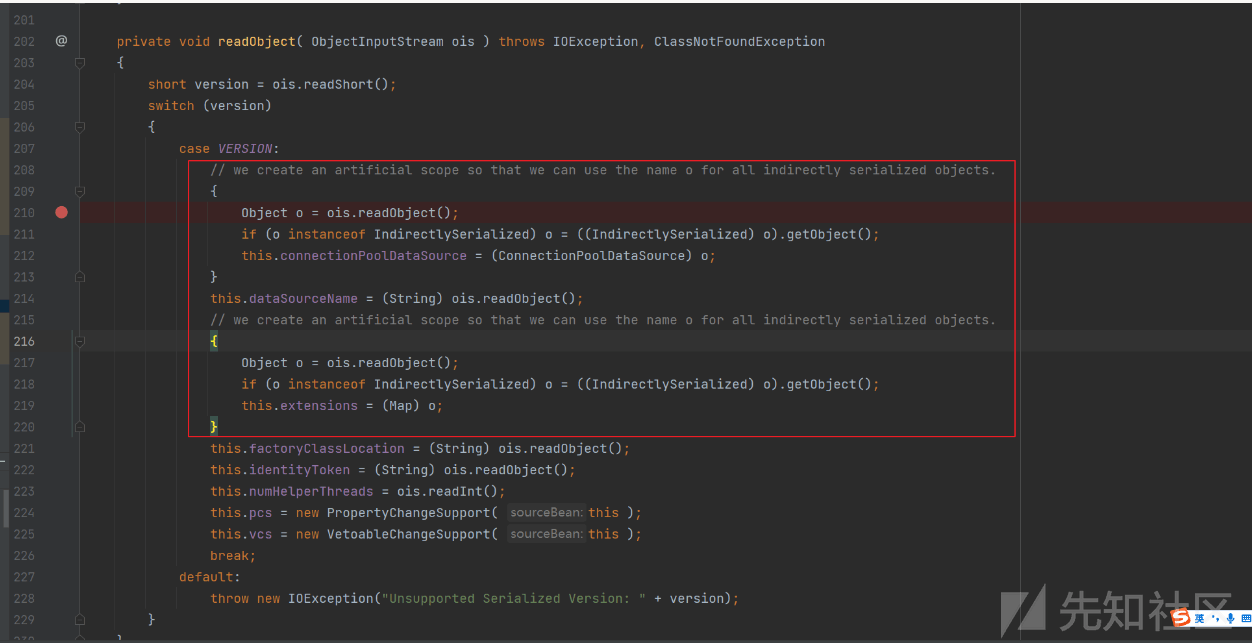 201
202 @ private void readObject( ObjectInputStream ois ) throws IOException, ClassNotFoundException
203 {
204 short version = ois.readShort();
205 switch (version)
206 {
207 case VERSION:
208 // we create an artificial scope so that we can use the name o for all indirectly serialized objects.
209 {
210 Object o = ois.readObject();
211 if (o instanceof IndirectlySerialized) o = ((IndirectlySerialized) o).getObject();
212 this.connectionPoolDataSource = (ConnectionPoolDataSource) o;
213 }
214 this.dataSourceName = (String) ois.readObject();
215 // we create an artificial scope so that we can use the name o for all indirectly serialized objects.
216 {
217 Object o = ois.readObject();
218 if (o instanceof IndirectlySerialized) o = ((IndirectlySerialized) o).getObject();
219 this.extensions = (Map) o;
220 }
221 this.factoryClassLocation = (String) ois.readObject();
222 this.identityToken = (String) ois.readObject();
223 this.numHelperThreads = ois.readInt();
224 this.pcs = new PropertyChangeSupport( sourceBean: this );
225 this.vcs = new VetoableChangeSupport( sourceBean: this );
226 break;
227 default:
228 throw new IOException("Unsupported Serialized Version: " + version);
229 }
先知社区
英